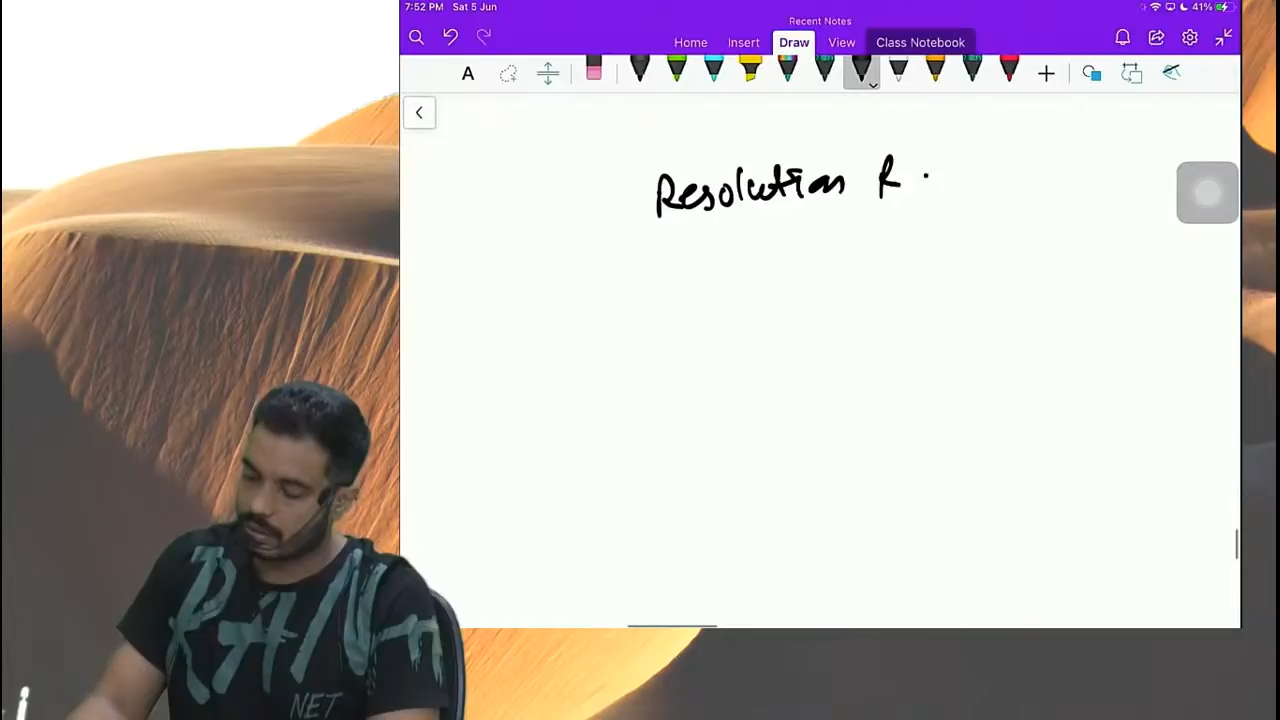 7:52 PM Sat 5 Jun
41%
Recent Notes
Home Insert Draw View Class Notebook
A
Resolution R .
NET